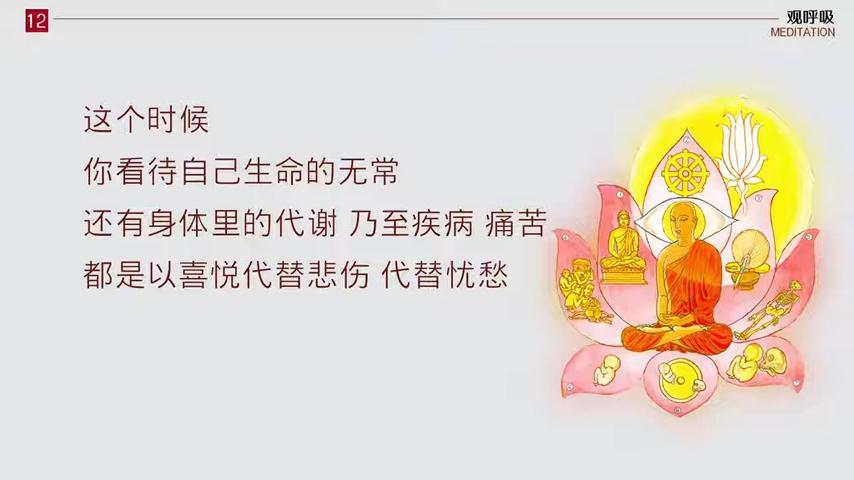 12
观呼吸
MEDITATION
这个时候
你看待自己生命的无常
还有身体里的代谢 乃至疾病 痛苦
都是以喜悦代替悲伤 代替忧愁